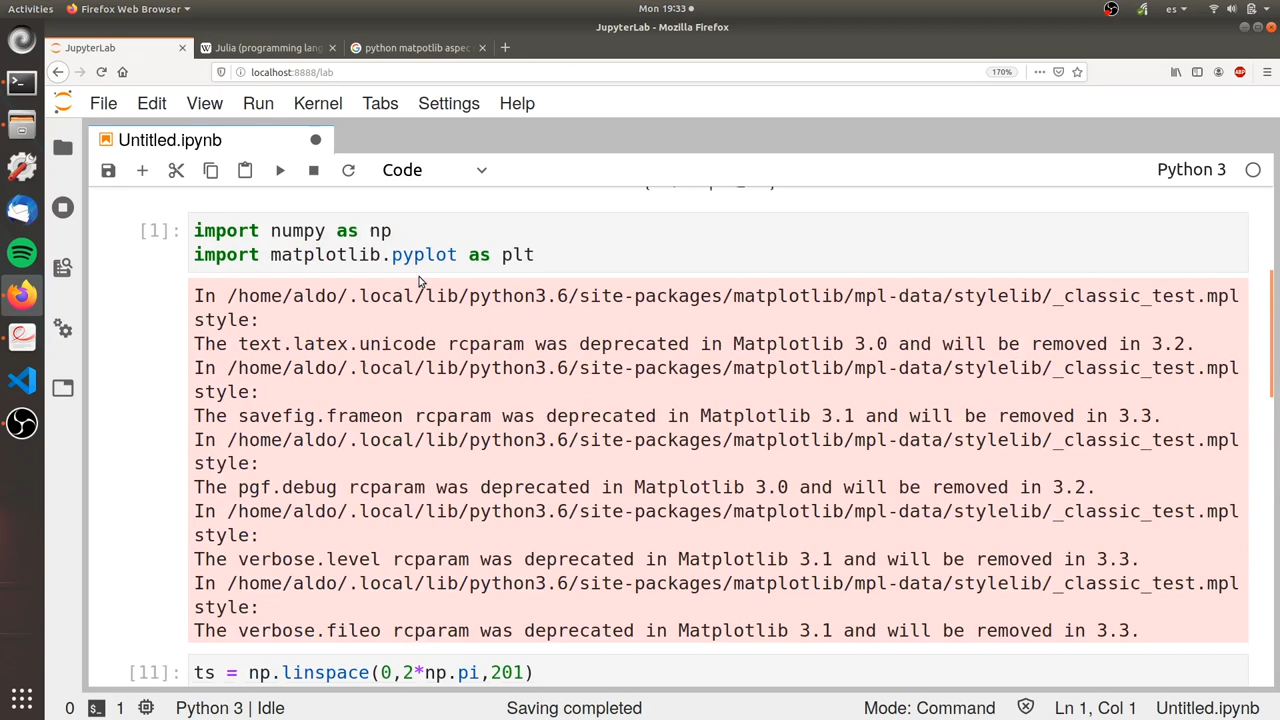 Activities Firefox Web Browser Mon 19:33 es
JupyterLab - Mozilla Firefox
JupyterLab Julia (programming lang python matpotlib aspec
localhost:8888/lab 170% ABP
File Edit View Run Kernel Tabs Settings Help
Untitled.ipynb
Code Python 3
[1]: import numpy as np
import matplotlib.pyplot as plt
In /home/aldo/.local/lib/python3.6/site-packages/matplotlib/mpl-data/stylelib/_classic_test.mpl
style:
The text.latex.unicode rcparam was deprecated in Matplotlib 3.0 and will be removed in 3.2.
In /home/aldo/.local/lib/python3.6/site-packages/matplotlib/mpl-data/stylelib/_classic_test.mpl
style:
The savefig.frameon rcparam was deprecated in Matplotlib 3.1 and will be removed in 3.3.
In /home/aldo/.local/lib/python3.6/site-packages/matplotlib/mpl-data/stylelib/_classic_test.mpl
style:
The pgf.debug rcparam was deprecated in Matplotlib 3.0 and will be removed in 3.2.
In /home/aldo/.local/lib/python3.6/site-packages/matplotlib/mpl-data/stylelib/_classic_test.mpl
style:
The verbose.level rcparam was deprecated in Matplotlib 3.1 and will be removed in 3.3.
In /home/aldo/.local/lib/python3.6/site-packages/matplotlib/mpl-data/stylelib/_classic_test.mpl
style:
The verbose.fileo rcparam was deprecated in Matplotlib 3.1 and will be removed in 3.3.
[11]: ts = np.linspace(0,2*np.pi,201)
0 1 Python 3 | Idle Saving completed Mode: Command Ln 1, Col 1 Untitled.ipynb